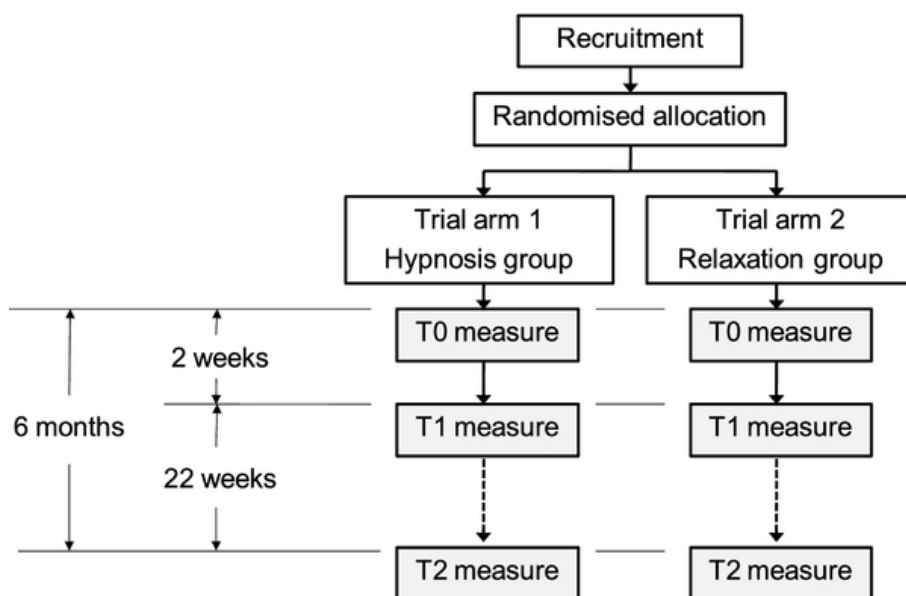 Recruitment
Randomised allocation
Trial arm 1
Hypnosis group
Trial arm 2
Relaxation group
T0 measure
T0 measure
2 weeks
6 months
T1 measure
T1 measure
22 weeks
T2 measure
T2 measure